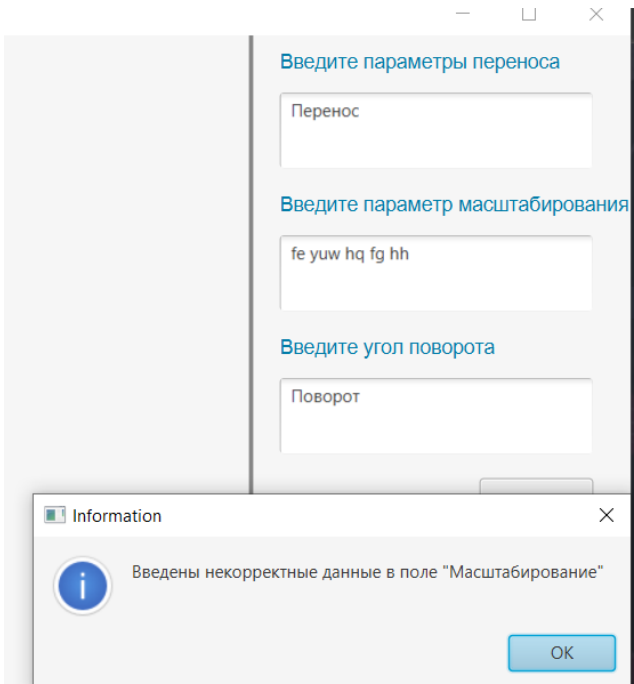 Введите параметры переноса
Перенос
Введите параметр масштабирования
fe yuw hq fg hh
Введите угол поворота
Поворот
Information
Введены некорректные данные в поле "Масштабирование"
OK